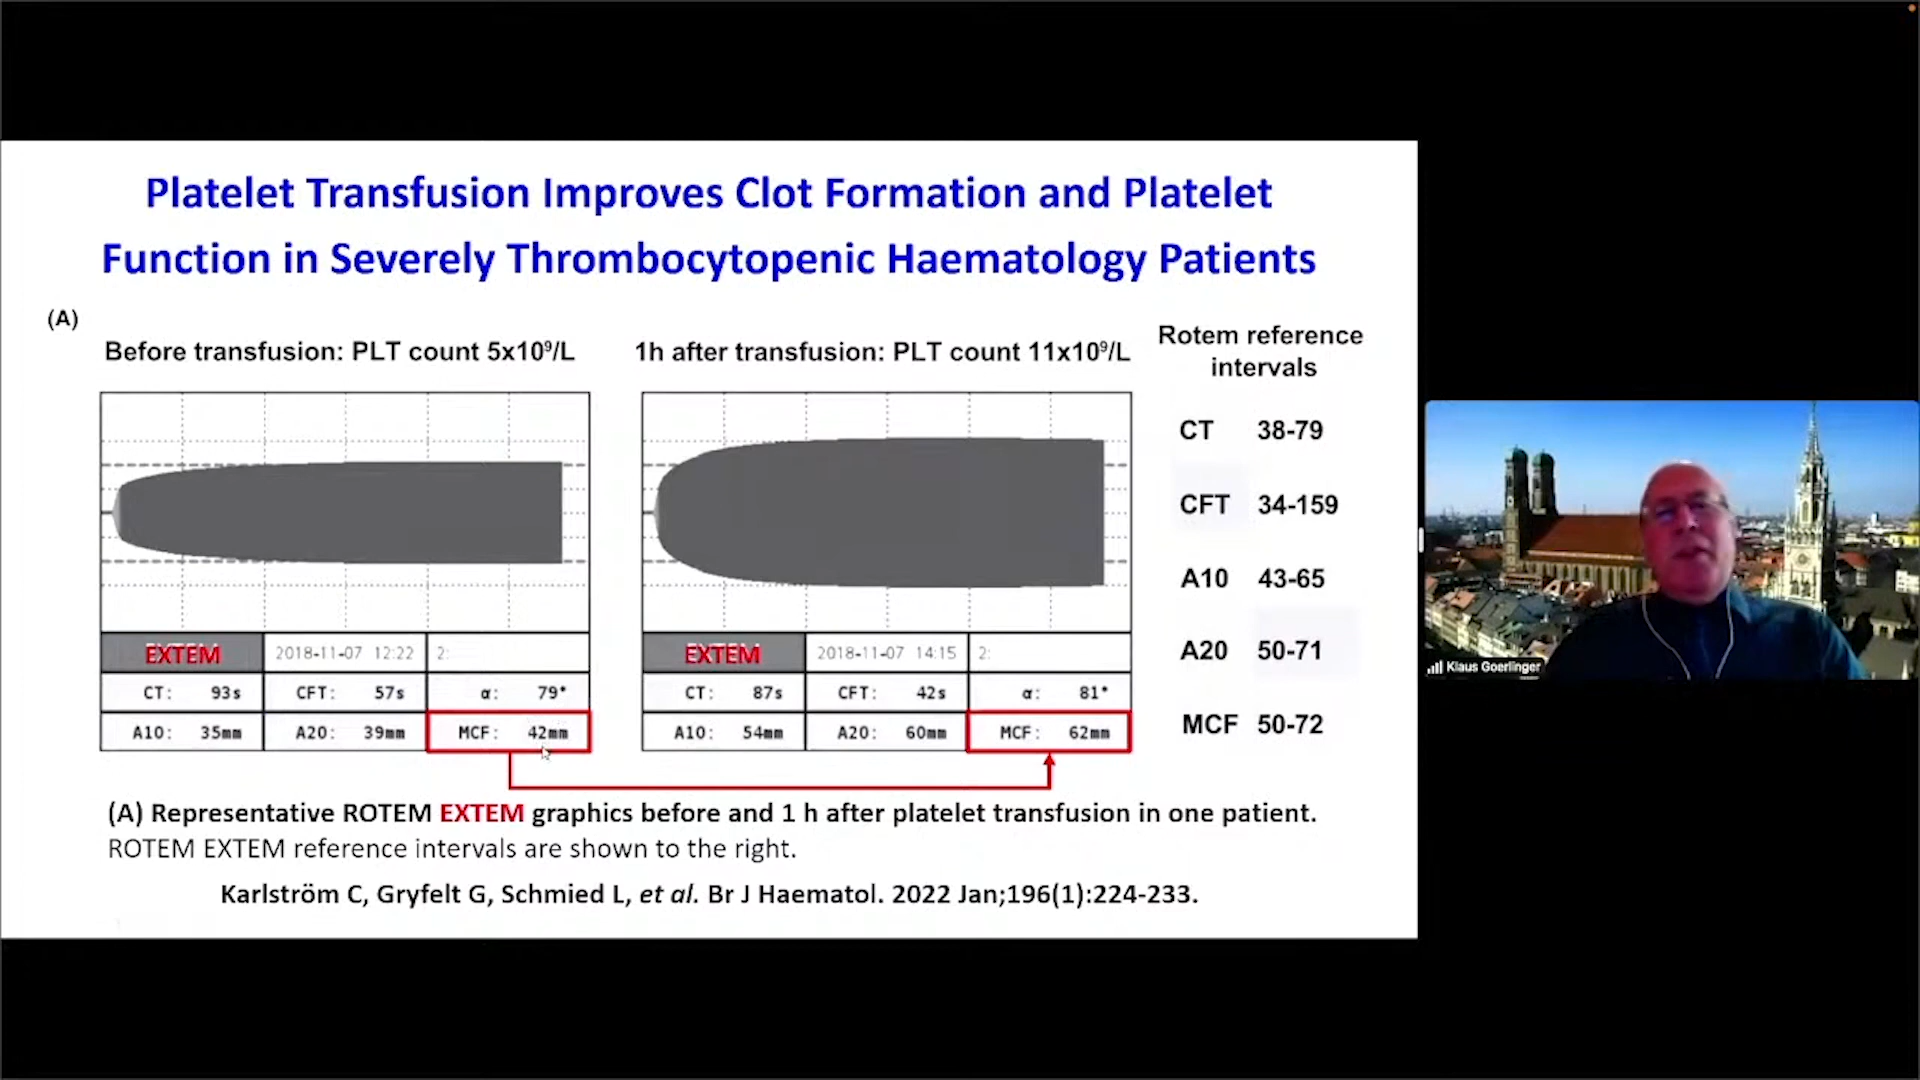 Platelet Transfusion Improves Clot Formation and Platelet
Function in Severely Thrombocytopenic Haematology Patients
(A)
Before transfusion: PLT count 5x10⁹/L
1h after transfusion: PLT count 11x10⁹/L
Rotem reference
intervals
CT 38-79
CFT 34-159
A10 43-65
A20 50-71
MCF 50-72
EXTEM 2018-11-07 12:22 2:
CT: 93s CFT: 57s α: 79°
A10: 35mm A20: 39mm MCF: 42mm
EXTEM 2018-11-07 14:15 2:
CT: 87s CFT: 42s α: 81°
A10: 54mm A20: 60mm MCF: 62mm
(A) Representative ROTEM EXTEM graphics before and 1 h after platelet transfusion in one patient.
ROTEM EXTEM reference intervals are shown to the right.
Karlström C, Gryfelt G, Schmied L, et al. Br J Haematol. 2022 Jan;196(1):224-233.
Klaus Goerlinger